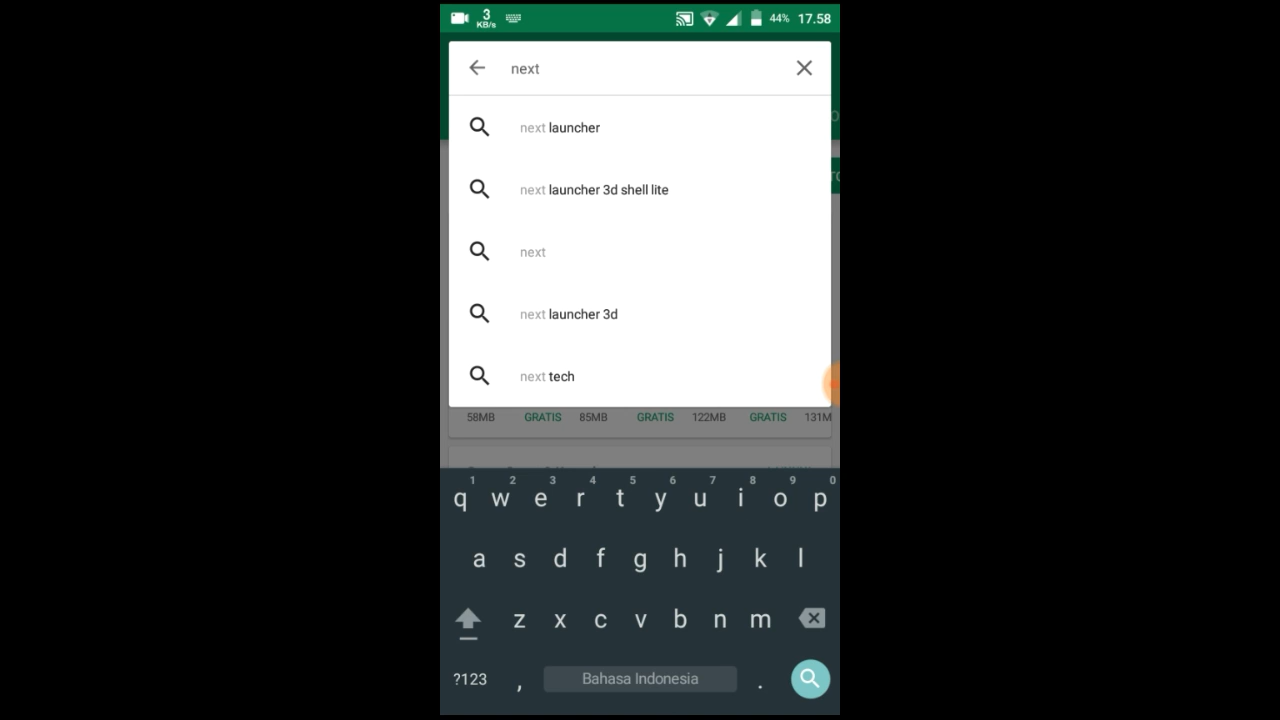 3
KB/s
44% 17.58
next
next launcher
next launcher 3d shell lite
next
next launcher 3d
next tech
58MB GRATIS 85MB GRATIS 122MB GRATIS 131M
1 2 3 4 5 6 7 8 9 0
q w e r t y u i o p
a s d f g h j k l
z x c v b n m
?123 , Bahasa Indonesia .